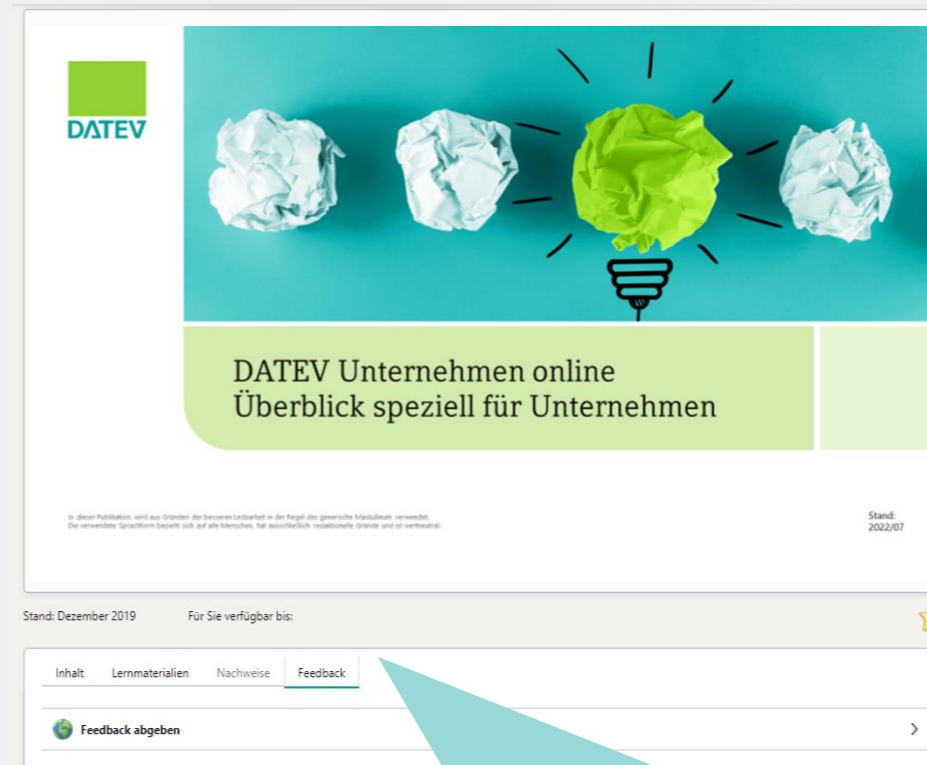 DATEV
DATEV Unternehmen online
Überblick speziell für Unternehmen
In dieser Publikation wird aus Gründen der besseren Lesbarkeit in der Regel das generische Maskulinum verwendet.
Die verwendete Sprachform bezieht sich auf alle Menschen, hat ausschließlich redaktionelle Gründe und ist wertneutral.
Stand:
2022/07
Stand: Dezember 2019 Für Sie verfügbar bis:
Inhalt Lernmaterialien Nachweise Feedback
Feedback abgeben